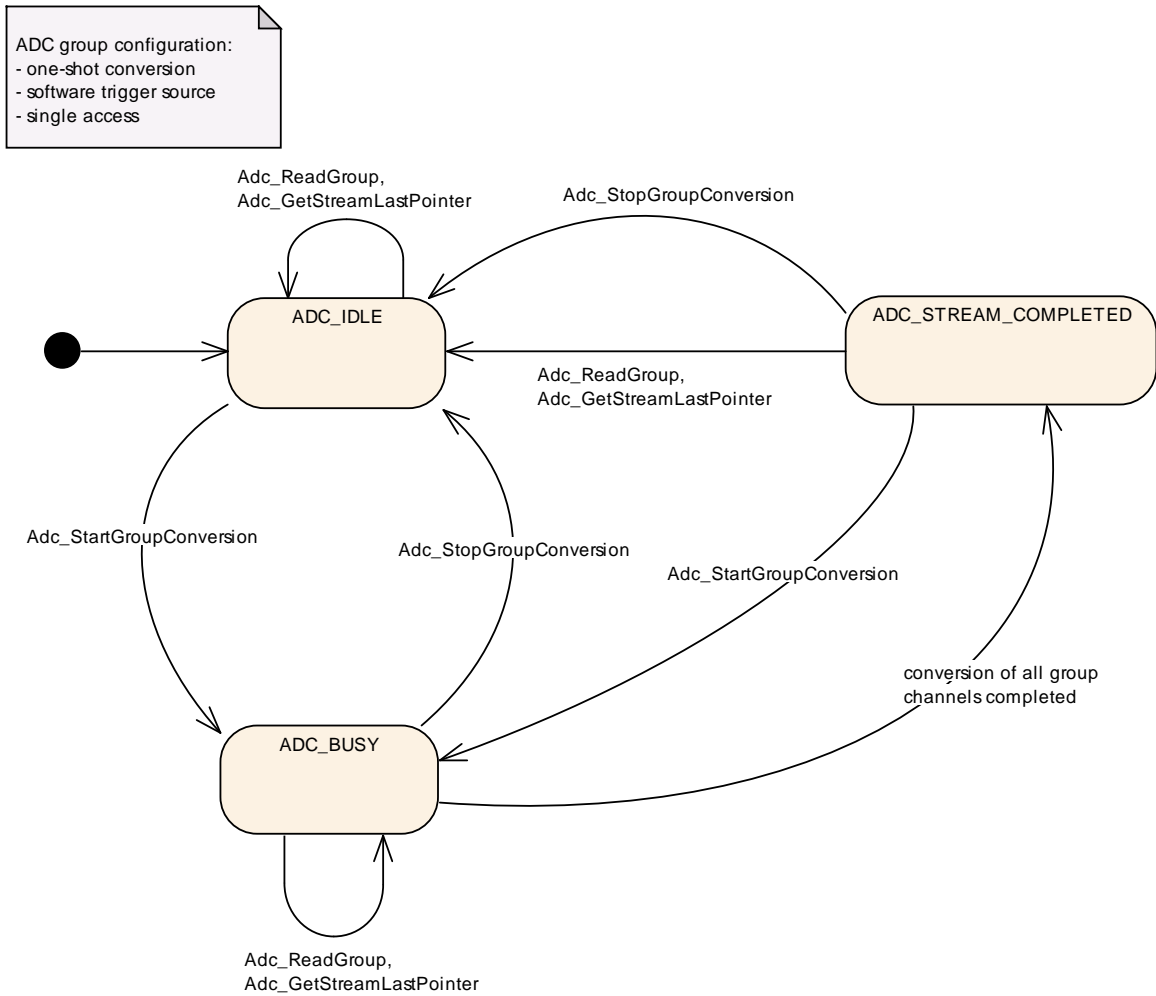 ADC group configuration:
- one-shot conversion
- software trigger source
- single access
Adc_ReadGroup,
Adc_GetStreamLastPointer
Adc_StopGroupConversion
ADC_IDLE
ADC_STREAM_COMPLETED
Adc_ReadGroup,
Adc_GetStreamLastPointer
Adc_StartGroupConversion
Adc_StopGroupConversion
Adc_StartGroupConversion
conversion of all group
channels completed
ADC_BUSY
Adc_ReadGroup,
Adc_GetStreamLastPointer